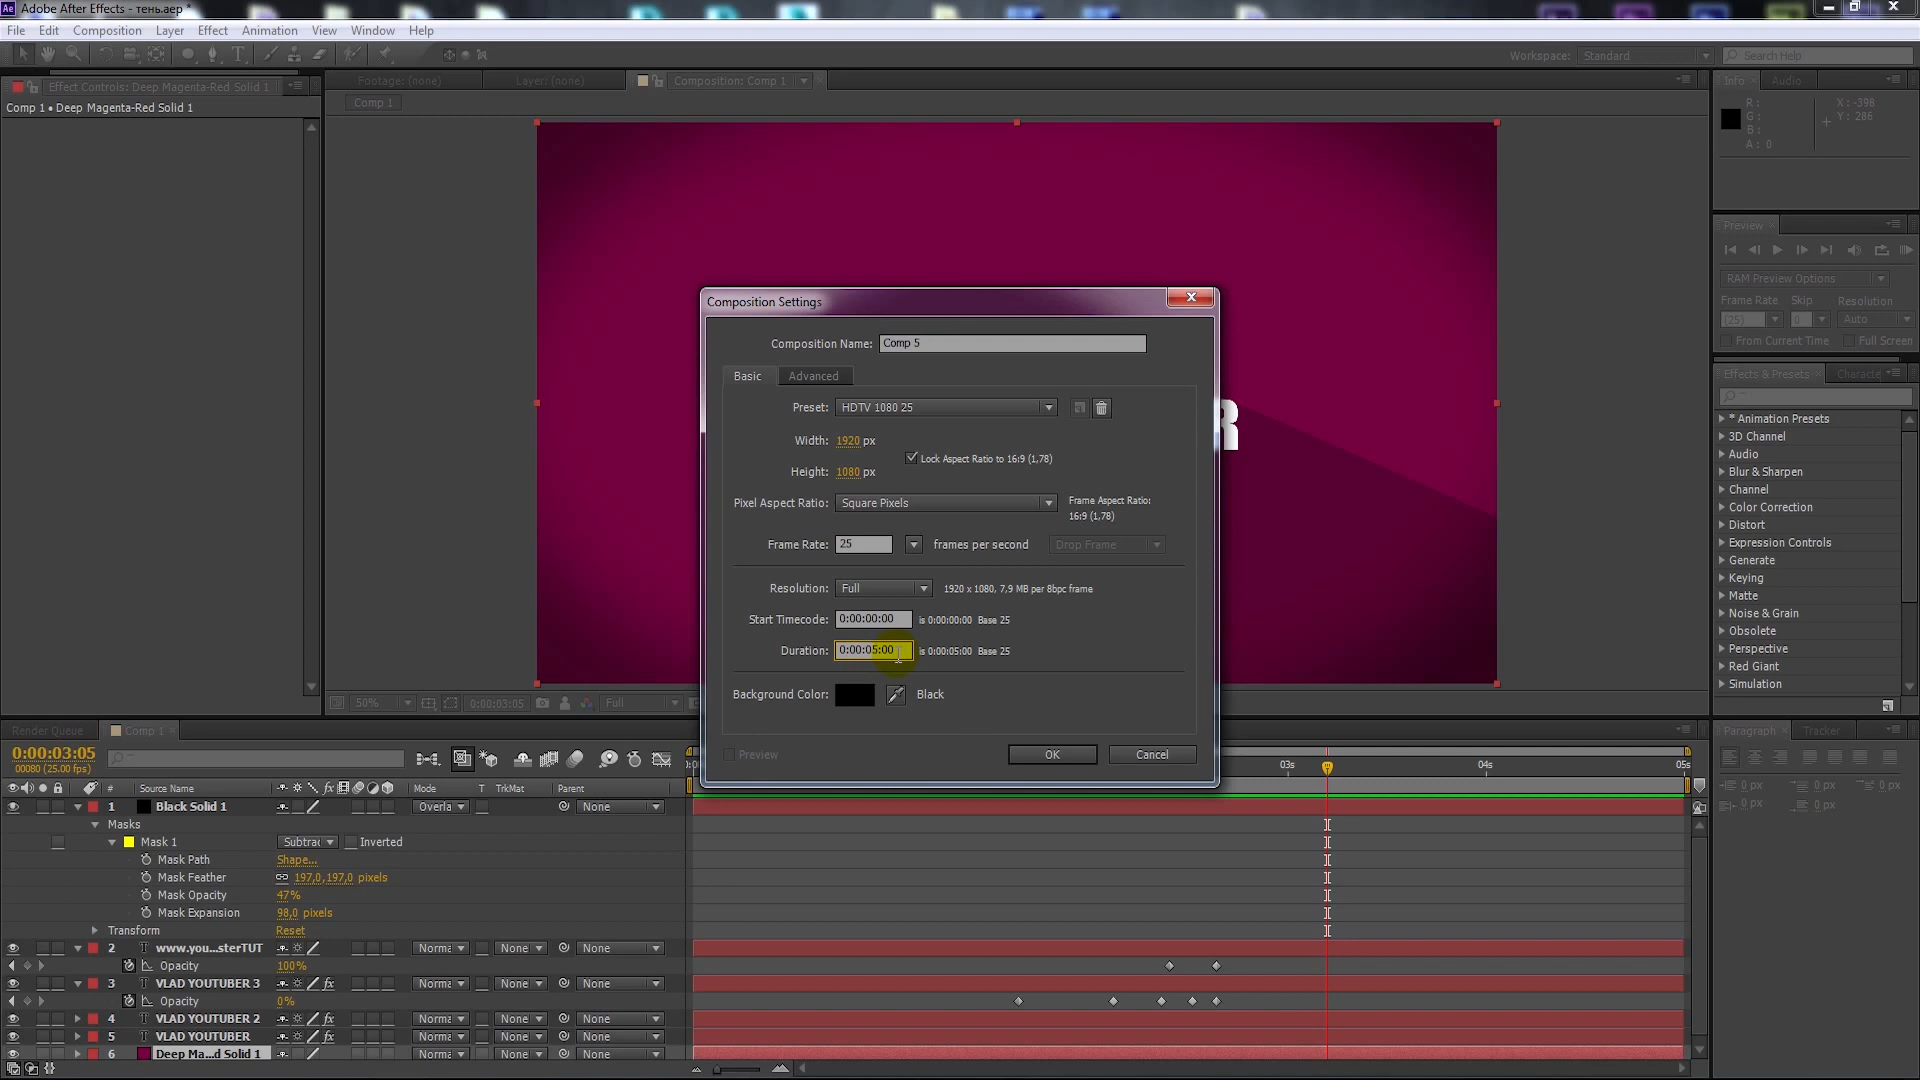 Adobe After Effects - тень.aep *
File Edit Composition Layer Effect Animation View Window Help
Workspace: Standard Search Help
Effect Controls: Deep Magenta-Red Solid 1
Footage: (none) Layer: (none) Composition: Comp 1
Info Audio
Comp 1 • Deep Magenta-Red Solid 1
Comp 1
R : X : -398
G : Y : 286
B :
A : 0
Preview
RAM Preview Options
Frame Rate Skip Resolution
(25) 0 Auto
From Current Time Full Screen
Effects & Presets Characte
* Animation Presets
3D Channel
Audio
Blur & Sharpen
Channel
Color Correction
Distort
Expression Controls
Generate
Keying
Matte
Noise & Grain
Obsolete
Perspective
Red Giant
Simulation
R
Composition Settings
Composition Name: Comp 5
Basic Advanced
Preset: HDTV 1080 25
Width: 1920 px
Lock Aspect Ratio to 16:9 (1,78)
Height: 1080 px
Pixel Aspect Ratio: Square Pixels Frame Aspect Ratio:
16:9 (1,78)
Frame Rate: 25 frames per second Drop Frame
Resolution: Full 1920 x 1080, 7,9 MB per 8bpc frame
Start Timecode: 0:00:00:00 is 0:00:00:00 Base 25
Duration: 0:00:05:00 is 0:00:05:00 Base 25
Background Color: Black
Preview OK Cancel
50% 0:00:03:05 Full
Render Queue Comp 1
Paragraph Tracker
0:00:03:05
00080 (25.00 fps)
03s 04s 05s
# Source Name fx Mode T TrkMat Parent
1 Black Solid 1 Overla None
Masks
Mask 1 Subtrac Inverted
Mask Path Shape...
Mask Feather 197,0,197,0 pixels
Mask Opacity 47%
Mask Expansion 98,0 pixels
Transform Reset
2 T www.you...sterTUT Norma None None
Opacity 100%
3 T VLAD YOUTUBER 3 fx Norma None None
Opacity 0%
4 T VLAD YOUTUBER 2 fx Norma None None
5 T VLAD YOUTUBER fx Norma None None
6 Deep Ma...d Solid 1 Norma None None
0 px 0 px 0 px
0 px 0 px